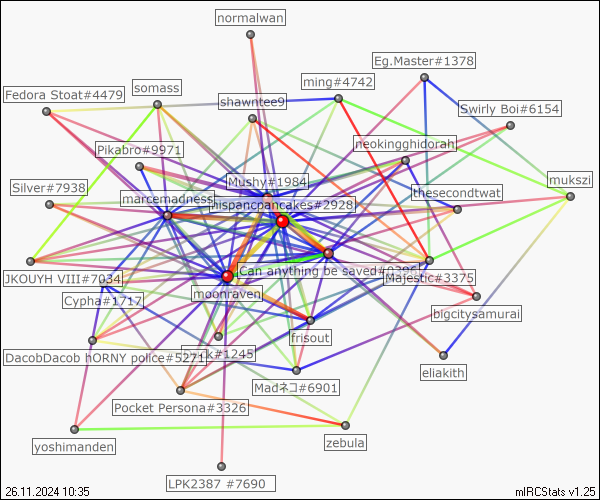 normalwan
Eg.Master#1378
ming#4742
somass
Fedora Stoat#4479
shawntee9
Swirly Boi#6154
neokingghidorah
Pikabro#9971
Mushy#1984
mukszi
Silver#7938
thesecondtwat
marcemadness
hispancpancakes#2928
Can anything be saved#0396
JKOUYH VIII#7034
Majestic#3375
moonraven
Cypha#1717
bigcitysamurai
frisout
DacobDacob hORNY police#5271
#1245
eliakith
Madネコ#6901
Pocket Persona#3326
yoshimanden
zebula
LPK2387 #7690
26.11.2024 10:35
mIRCStats v1.25